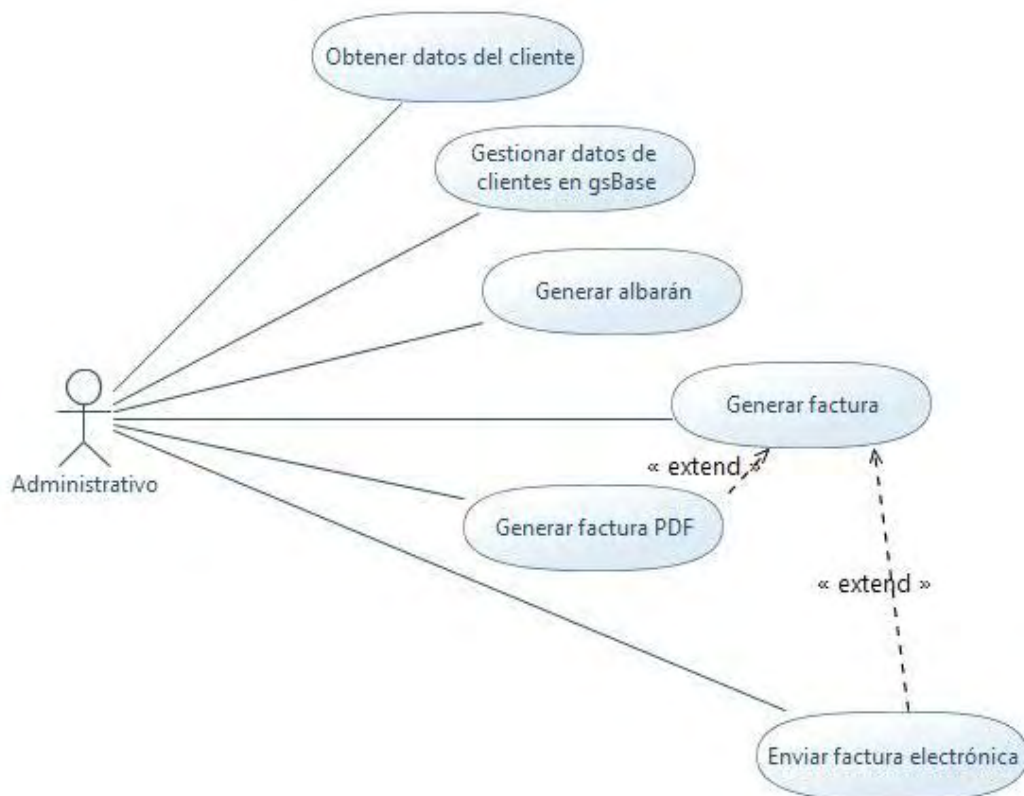 Obtener datos del cliente
Gestionar datos de
clientes en gsBase
Generar albarán
Generar factura
« extend »
Administrativo
Generar factura PDF
« extend »
Enviar factura electrónica